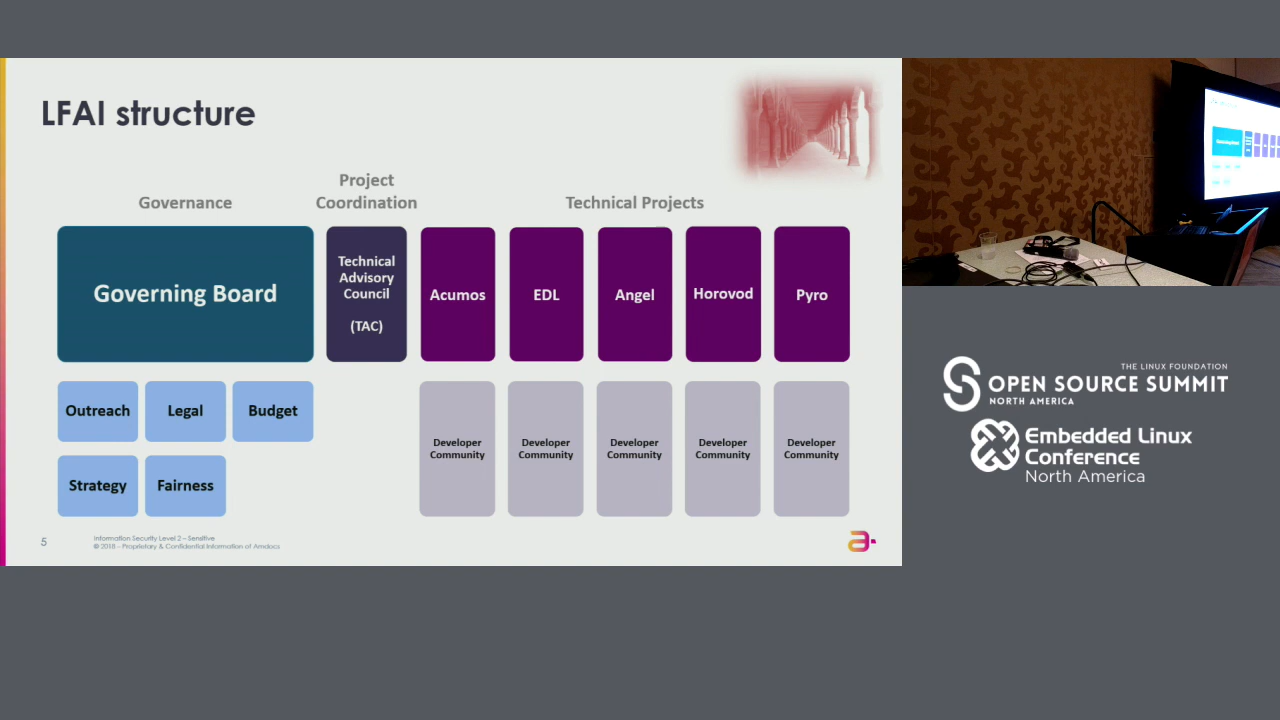 LFAI structure
Governance
Project
Coordination
Technical Projects
Governing Board
Technical
Advisory
Council
(TAC)
Acumos
EDL
Angel
Horovod
Pyro
Outreach
Legal
Budget
Strategy
Fairness
Developer
Community
Developer
Community
Developer
Community
Developer
Community
Developer
Community
5
Information Security Level 2 – Sensitive
© 2018 – Proprietary & Confidential Information of Amdocs
THE LINUX FOUNDATION
OPEN SOURCE SUMMIT
NORTH AMERICA
Embedded Linux
Conference
North America